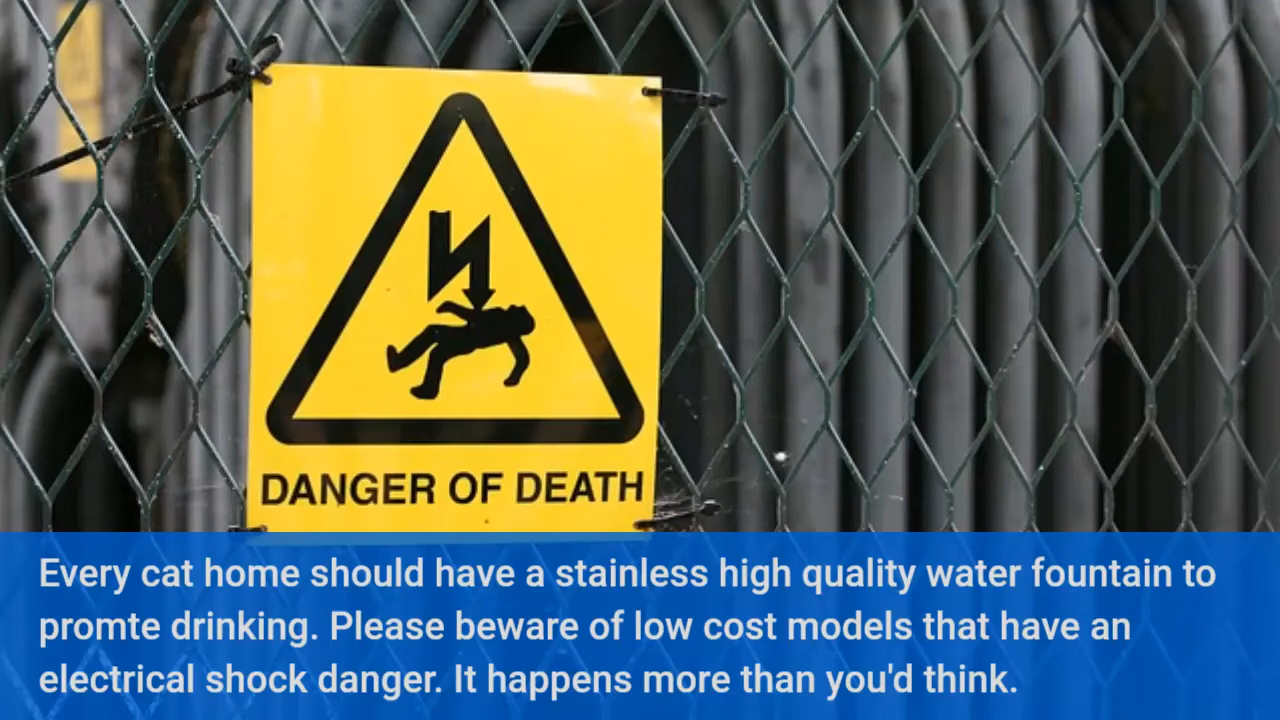 DANGER OF DEATH
Every cat home should have a stainless high quality water fountain to
promte drinking. Please beware of low cost models that have an
electrical shock danger. It happens more than you'd think.